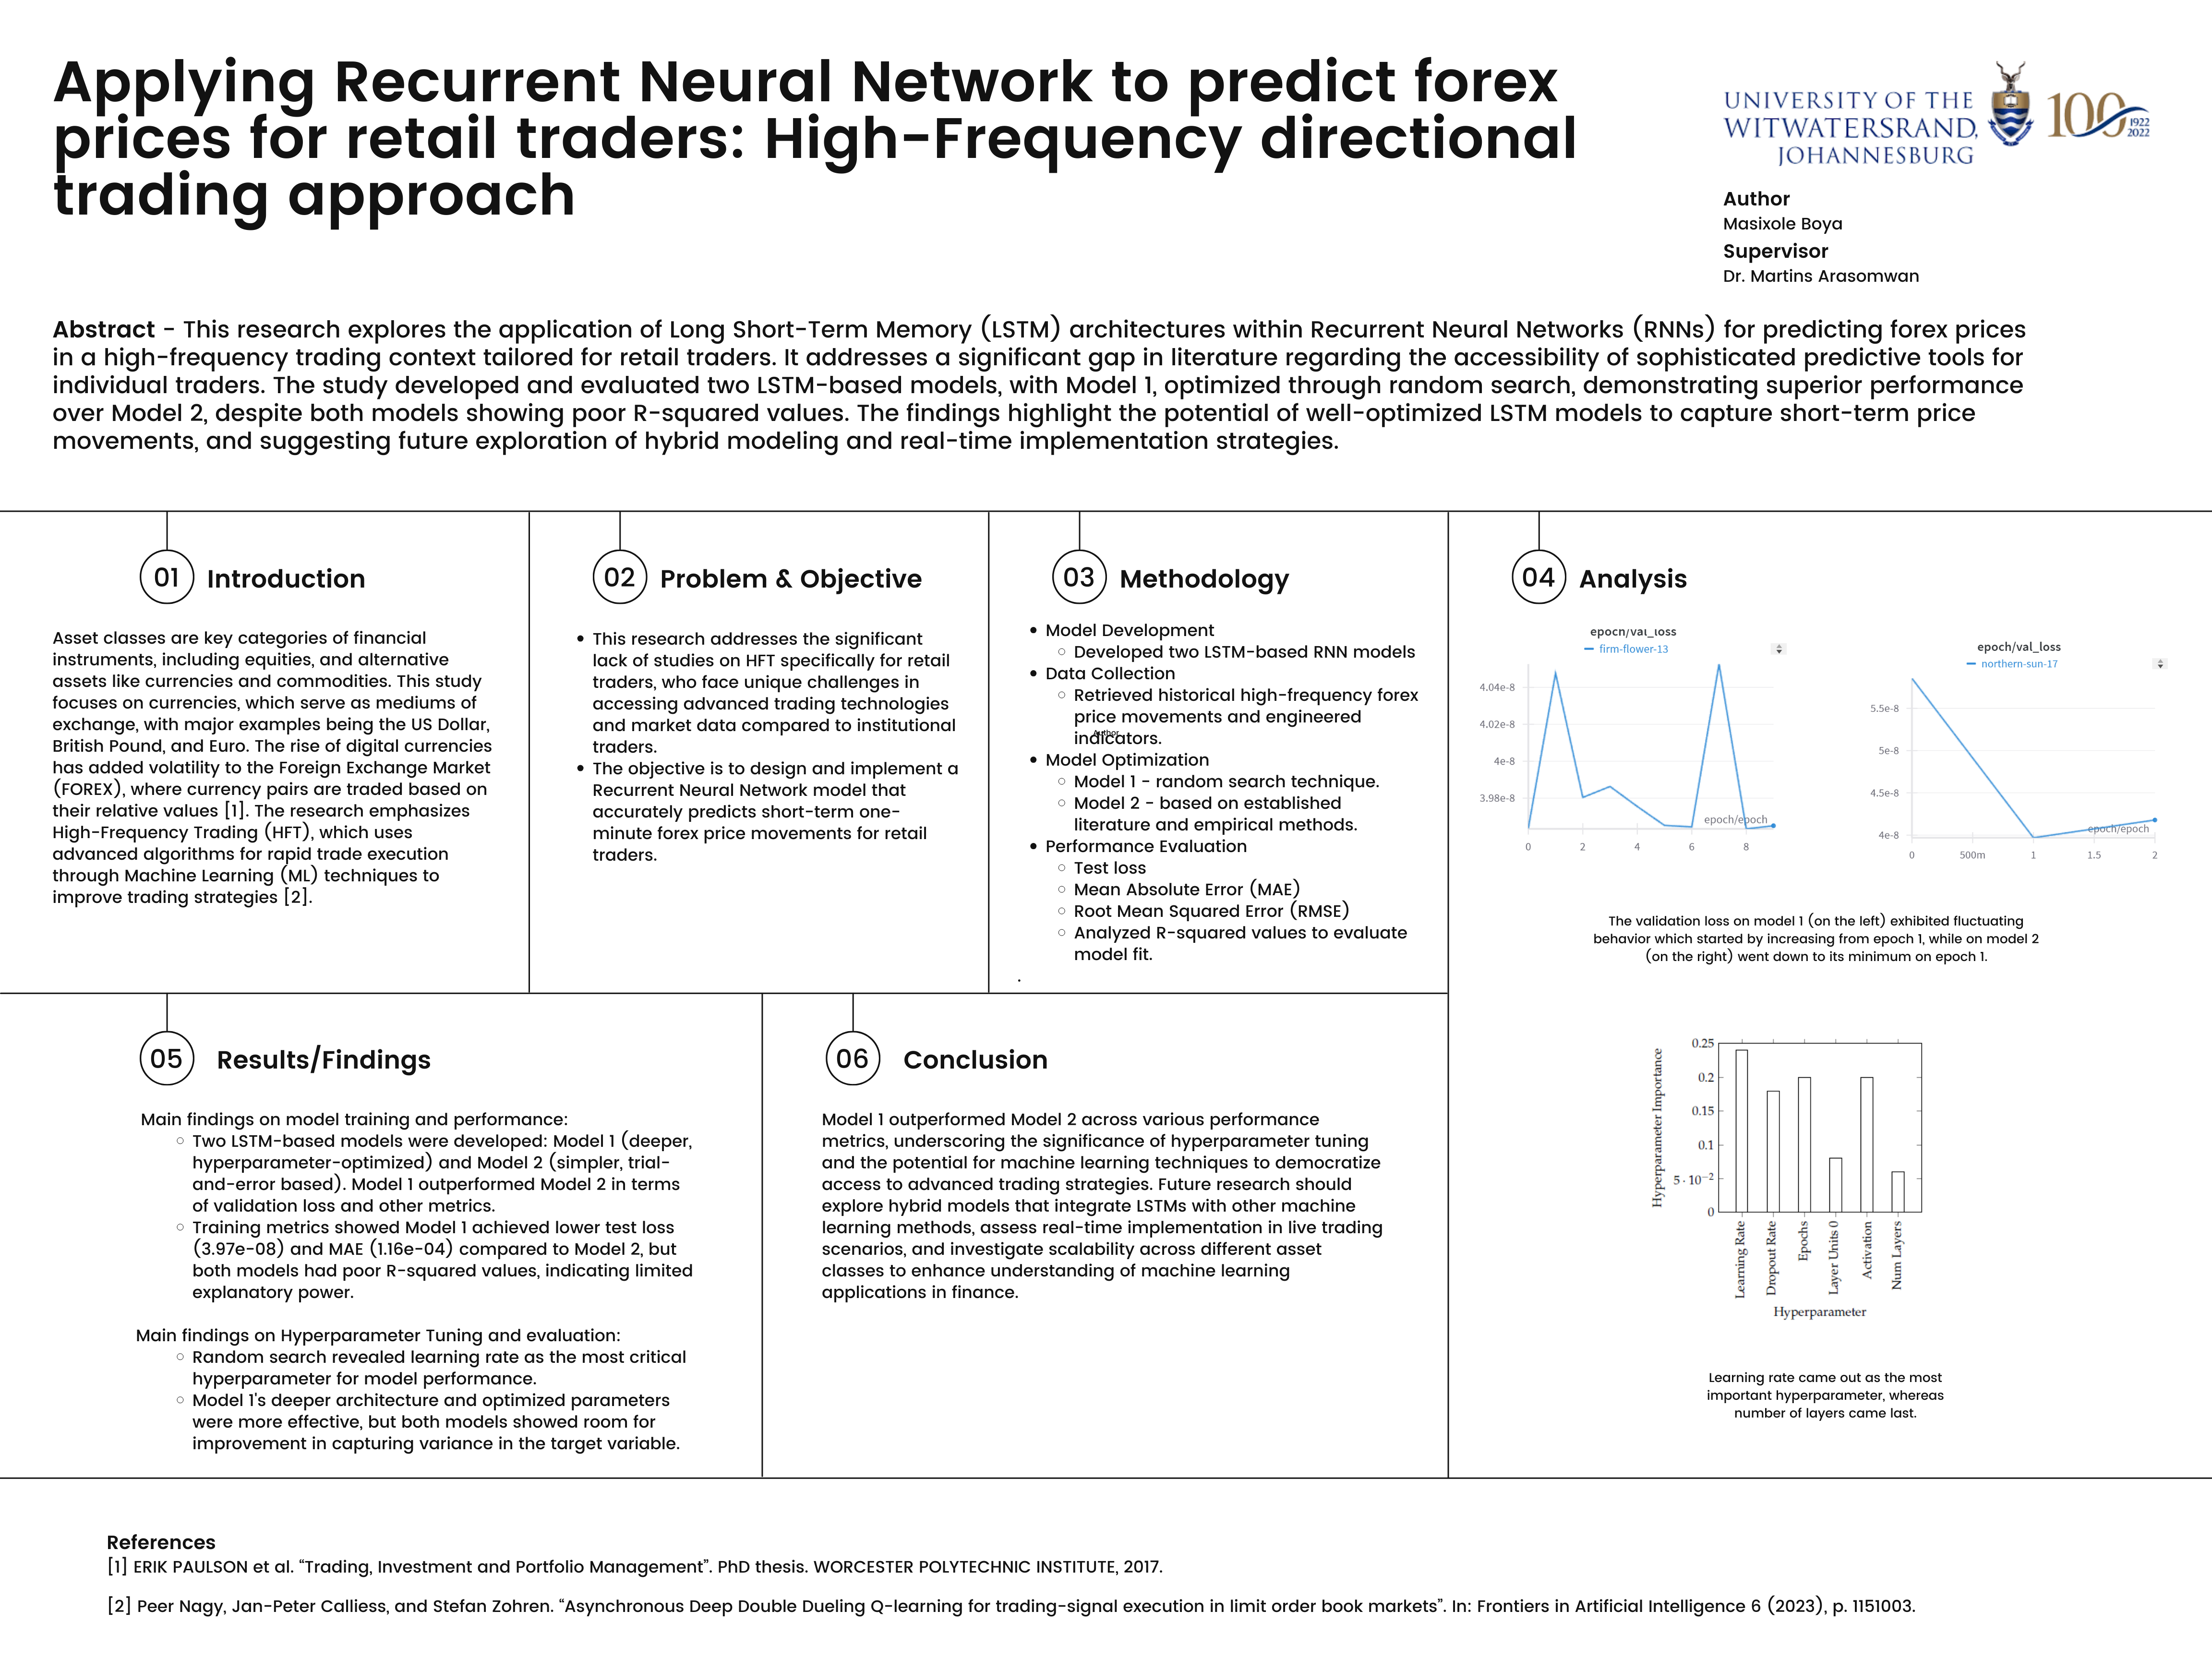 Applying Recurrent Neural Network to predict forex
prices for retail traders: High-Frequency directional
trading approach
UNIVERSITY OF THE
WITWATERSRAND,
JOHANNESBURG
100
1922
2022
Author
Masixole Boya
Supervisor
Dr. Martins Arasomwan
Abstract - This research explores the application of Long Short-Term Memory (LSTM) architectures within Recurrent Neural Networks (RNNs) for predicting forex prices
in a high-frequency trading context tailored for retail traders. It addresses a significant gap in literature regarding the accessibility of sophisticated predictive tools for
individual traders. The study developed and evaluated two LSTM-based models, with Model 1, optimized through random search, demonstrating superior performance
over Model 2, despite both models showing poor R-squared values. The findings highlight the potential of well-optimized LSTM models to capture short-term price
movements, and suggesting future exploration of hybrid modeling and real-time implementation strategies.
01 Introduction
Asset classes are key categories of financial
instruments, including equities, and alternative
assets like currencies and commodities. This study
focuses on currencies, which serve as mediums of
exchange, with major examples being the US Dollar,
British Pound, and Euro. The rise of digital currencies
has added volatility to the Foreign Exchange Market
(FOREX), where currency pairs are traded based on
their relative values [1]. The research emphasizes
High-Frequency Trading (HFT), which uses
advanced algorithms for rapid trade execution
through Machine Learning (ML) techniques to
improve trading strategies [2].
02 Problem & Objective
• This research addresses the significant
lack of studies on HFT specifically for retail
traders, who face unique challenges in
accessing advanced trading technologies
and market data compared to institutional
traders.
• The objective is to design and implement a
Recurrent Neural Network model that
accurately predicts short-term one-
minute forex price movements for retail
traders.
03 Methodology
• Model Development
○ Developed two LSTM-based RNN models
• Data Collection
○ Retrieved historical high-frequency forex
price movements and engineered
Author
indicators.
• Model Optimization
○ Model 1 - random search technique.
○ Model 2 - based on established
literature and empirical methods.
• Performance Evaluation
○ Test loss
○ Mean Absolute Error (MAE)
○ Root Mean Squared Error (RMSE)
○ Analyzed R-squared values to evaluate
model fit.
.
04 Analysis
epoch/val_loss
firm-flower-13
4.04e-8
4.02e-8
4e-8
3.98e-8
epoch/epoch
0 2 4 6 8
epoch/val_loss
northern-sun-17
5.5e-8
5e-8
4.5e-8
4e-8
epoch/epoch
0 500m 1 1.5 2
The validation loss on model 1 (on the left) exhibited fluctuating
behavior which started by increasing from epoch 1, while on model 2
(on the right) went down to its minimum on epoch 1.
Hyperparameter Importance
0.25
0.2
0.15
0.1
5·10⁻²
0
Learning Rate
Dropout Rate
Epochs
Layer Units 0
Activation
Num Layers
Hyperparameter
Learning rate came out as the most
important hyperparameter, whereas
number of layers came last.
05 Results/Findings
Main findings on model training and performance:
○ Two LSTM-based models were developed: Model 1 (deeper,
hyperparameter-optimized) and Model 2 (simpler, trial-
and-error based). Model 1 outperformed Model 2 in terms
of validation loss and other metrics.
○ Training metrics showed Model 1 achieved lower test loss
(3.97e-08) and MAE (1.16e-04) compared to Model 2, but
both models had poor R-squared values, indicating limited
explanatory power.
Main findings on Hyperparameter Tuning and evaluation:
○ Random search revealed learning rate as the most critical
hyperparameter for model performance.
○ Model 1's deeper architecture and optimized parameters
were more effective, but both models showed room for
improvement in capturing variance in the target variable.
06 Conclusion
Model 1 outperformed Model 2 across various performance
metrics, underscoring the significance of hyperparameter tuning
and the potential for machine learning techniques to democratize
access to advanced trading strategies. Future research should
explore hybrid models that integrate LSTMs with other machine
learning methods, assess real-time implementation in live trading
scenarios, and investigate scalability across different asset
classes to enhance understanding of machine learning
applications in finance.
References
[1] ERIK PAULSON et al. “Trading, Investment and Portfolio Management”. PhD thesis. WORCESTER POLYTECHNIC INSTITUTE, 2017.
[2] Peer Nagy, Jan-Peter Calliess, and Stefan Zohren. “Asynchronous Deep Double Dueling Q-learning for trading-signal execution in limit order book markets”. In: Frontiers in Artificial Intelligence 6 (2023), p. 1151003.